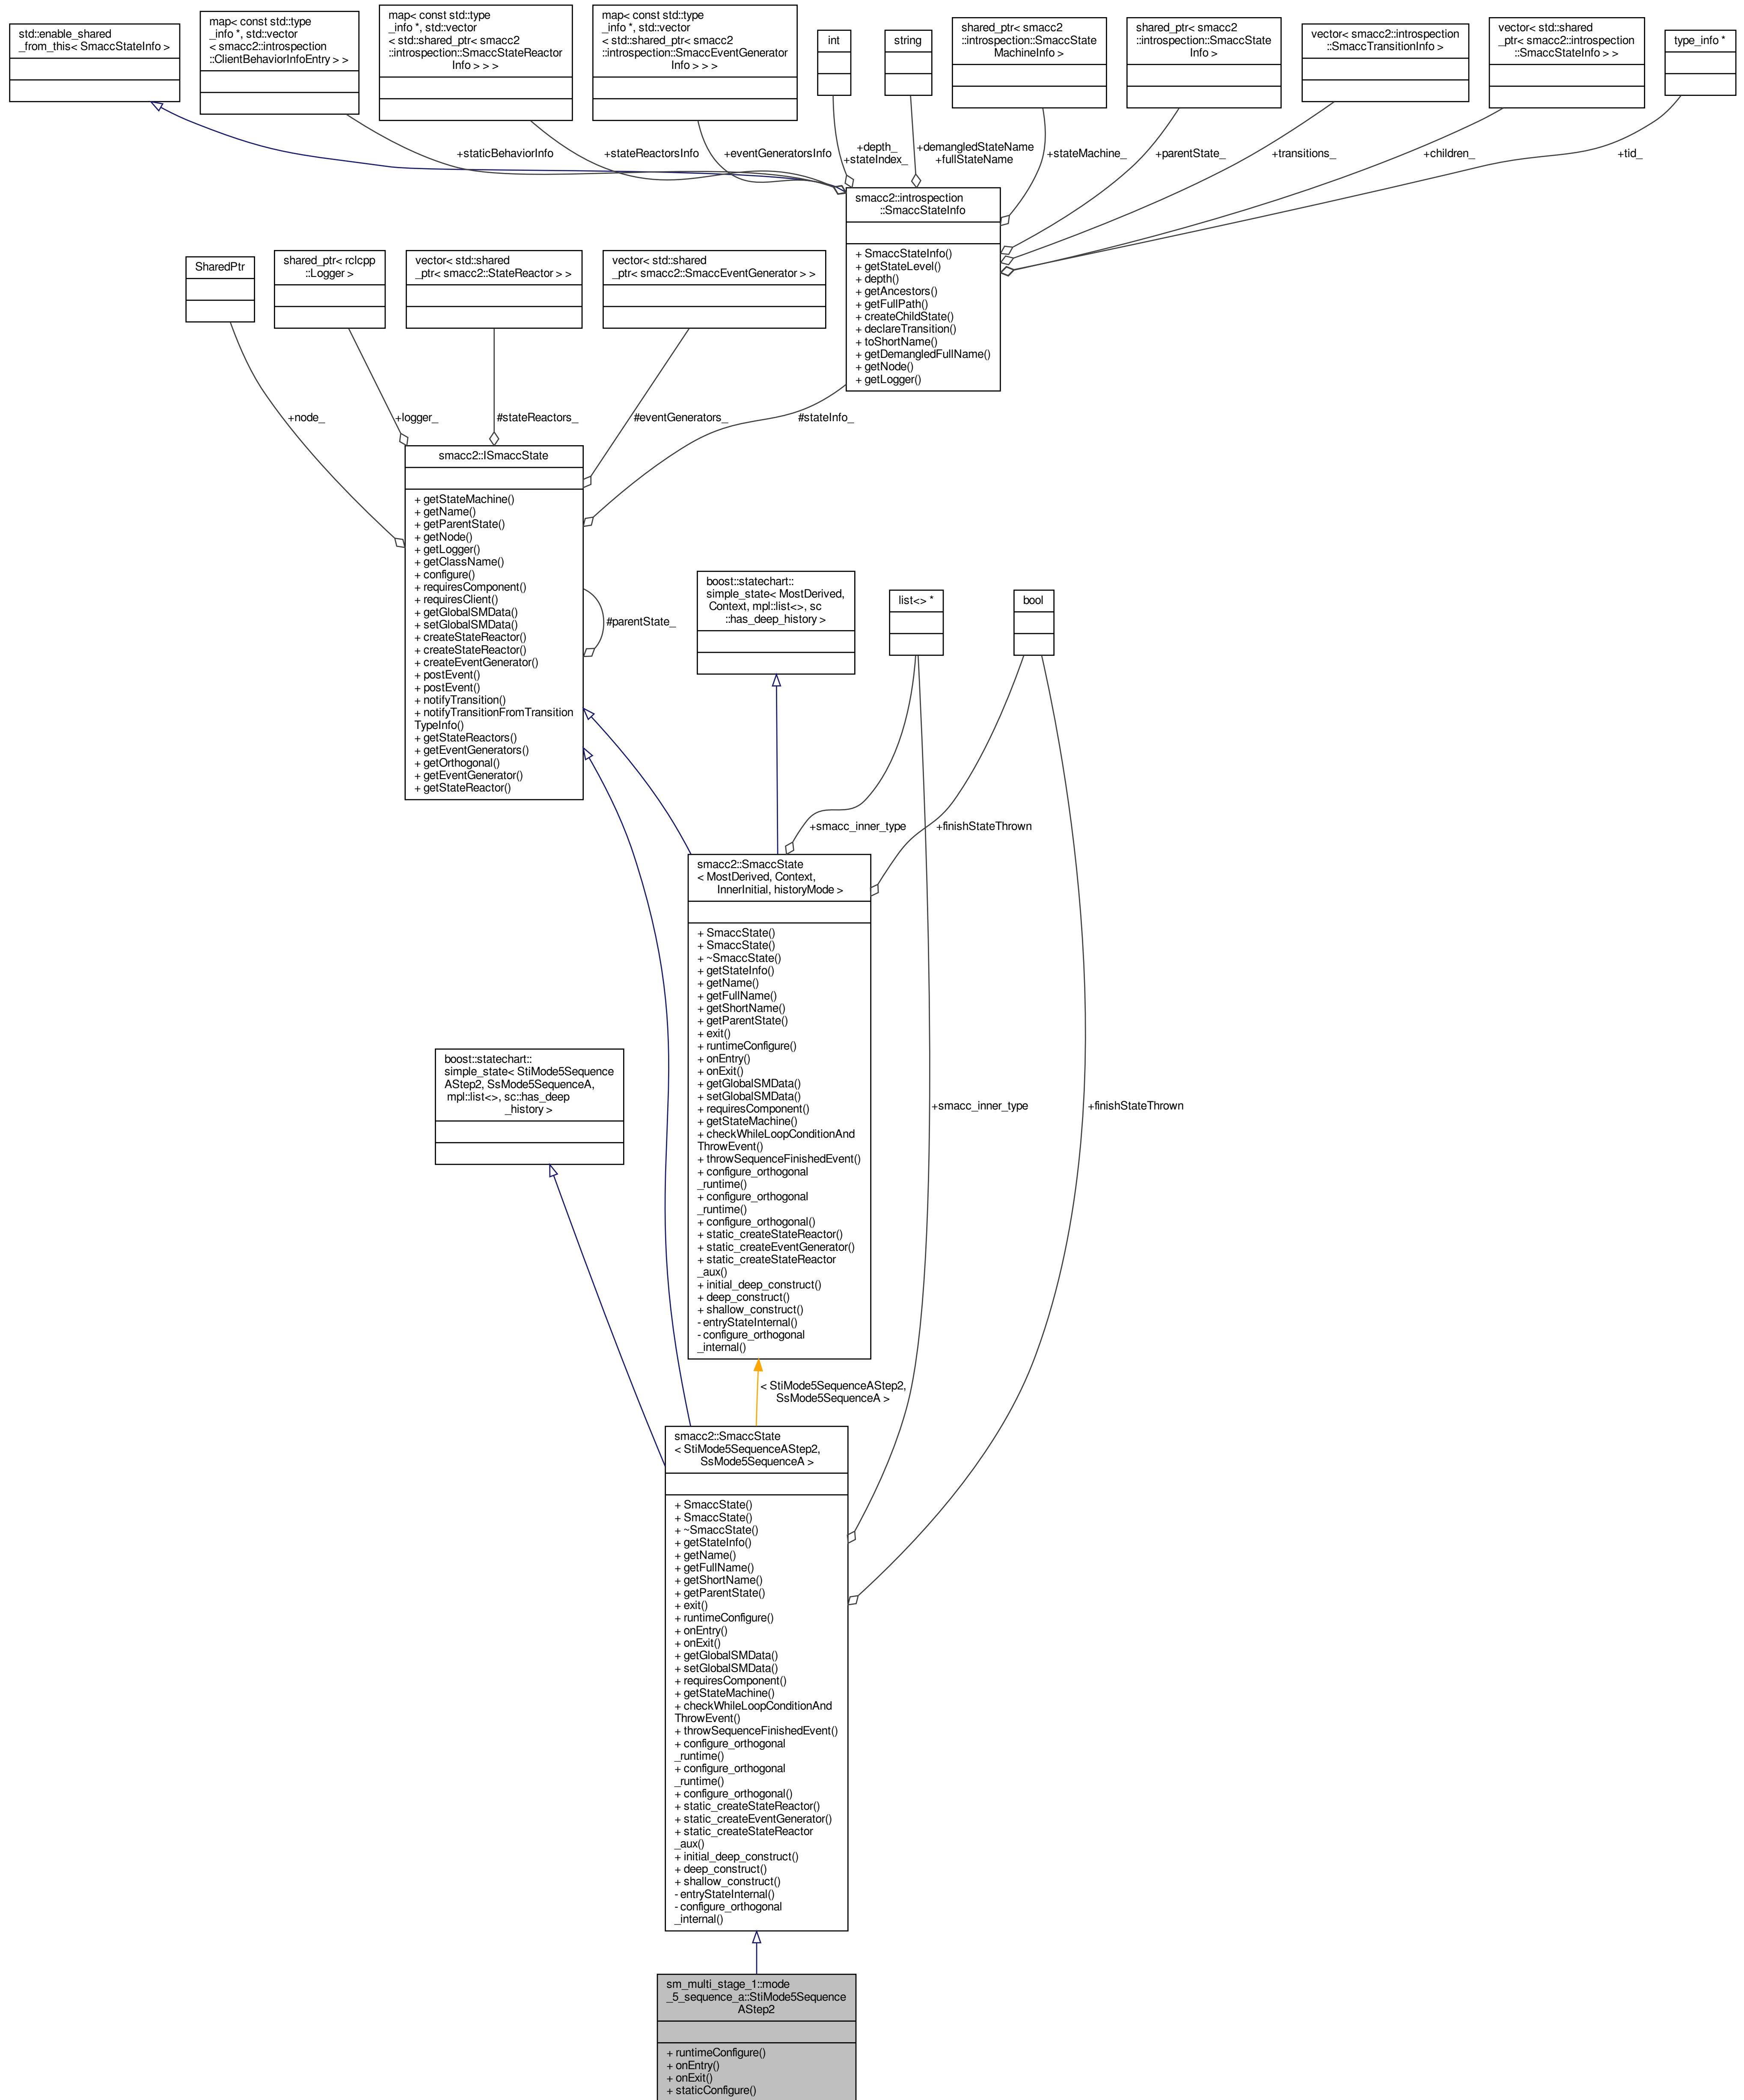 std::enable_shared
_from_this< SmaccStateInfo >
map< const std::type
_info *, std::vector
< smacc2::introspection
::ClientBehaviorInfoEntry > >
map< const std::type
_info *, std::vector
< std::shared_ptr< smacc2
::introspection::SmaccStateReactor
Info > > >
map< const std::type
_info *, std::vector
< std::shared_ptr< smacc2
::introspection::SmaccEventGenerator
Info > > >
int
string
shared_ptr< smacc2
::introspection::SmaccState
MachineInfo >
shared_ptr< smacc2
::introspection::SmaccState
Info >
vector< smacc2::introspection
::SmaccTransitionInfo >
vector< std::shared
_ptr< smacc2::introspection
::SmaccStateInfo > >
type_info *
+staticBehaviorInfo
+stateReactorsInfo
+eventGeneratorsInfo
+depth_
+stateIndex_
+demangledStateName
+fullStateName
+stateMachine_
+parentState_
+transitions_
+children_
+tid_
smacc2::introspection
::SmaccStateInfo
+ SmaccStateInfo()
+ getStateLevel()
+ depth()
+ getAncestors()
+ getFullPath()
+ createChildState()
+ declareTransition()
+ toShortName()
+ getDemangledFullName()
+ getNode()
+ getLogger()
SharedPtr
shared_ptr< rclcpp
::Logger >
vector< std::shared
_ptr< smacc2::StateReactor > >
vector< std::shared
_ptr< smacc2::SmaccEventGenerator > >
+node_
+logger_
#stateReactors_
#eventGenerators_
#stateInfo_
smacc2::ISmaccState
+ getStateMachine()
+ getName()
+ getParentState()
+ getNode()
+ getLogger()
+ getClassName()
+ configure()
+ requiresComponent()
+ requiresClient()
+ getGlobalSMData()
+ setGlobalSMData()
+ createStateReactor()
+ createStateReactor()
+ createEventGenerator()
+ postEvent()
+ postEvent()
+ notifyTransition()
+ notifyTransitionFromTransition
TypeInfo()
+ getStateReactors()
+ getEventGenerators()
+ getOrthogonal()
+ getEventGenerator()
+ getStateReactor()
#parentState_
boost::statechart::
simple_state< MostDerived,
Context, mpl::list<>, sc
::has_deep_history >
list<> *
bool
+smacc_inner_type
+finishStateThrown
smacc2::SmaccState
< MostDerived, Context,
InnerInitial, historyMode >
+ SmaccState()
+ SmaccState()
+ ~SmaccState()
+ getStateInfo()
+ getName()
+ getFullName()
+ getShortName()
+ getParentState()
+ exit()
+ runtimeConfigure()
+ onEntry()
+ onExit()
+ getGlobalSMData()
+ setGlobalSMData()
+ requiresComponent()
+ getStateMachine()
+ checkWhileLoopConditionAnd
ThrowEvent()
+ throwSequenceFinishedEvent()
+ configure_orthogonal
_runtime()
+ configure_orthogonal
_runtime()
+ configure_orthogonal()
+ static_createStateReactor()
+ static_createEventGenerator()
+ static_createStateReactor
_aux()
+ initial_deep_construct()
+ deep_construct()
+ shallow_construct()
- entryStateInternal()
- configure_orthogonal
_internal()
boost::statechart::
simple_state< StiMode5Sequence
AStep2, SsMode5SequenceA,
mpl::list<>, sc::has_deep
_history >
+smacc_inner_type
+finishStateThrown
< StiMode5SequenceAStep2,
SsMode5SequenceA >
smacc2::SmaccState
< StiMode5SequenceAStep2,
SsMode5SequenceA >
+ SmaccState()
+ SmaccState()
+ ~SmaccState()
+ getStateInfo()
+ getName()
+ getFullName()
+ getShortName()
+ getParentState()
+ exit()
+ runtimeConfigure()
+ onEntry()
+ onExit()
+ getGlobalSMData()
+ setGlobalSMData()
+ requiresComponent()
+ getStateMachine()
+ checkWhileLoopConditionAnd
ThrowEvent()
+ throwSequenceFinishedEvent()
+ configure_orthogonal
_runtime()
+ configure_orthogonal
_runtime()
+ configure_orthogonal()
+ static_createStateReactor()
+ static_createEventGenerator()
+ static_createStateReactor
_aux()
+ initial_deep_construct()
+ deep_construct()
+ shallow_construct()
- entryStateInternal()
- configure_orthogonal
_internal()
sm_multi_stage_1::mode
_5_sequence_a::StiMode5Sequence
AStep2
+ runtimeConfigure()
+ onEntry()
+ onExit()
+ staticConfigure()